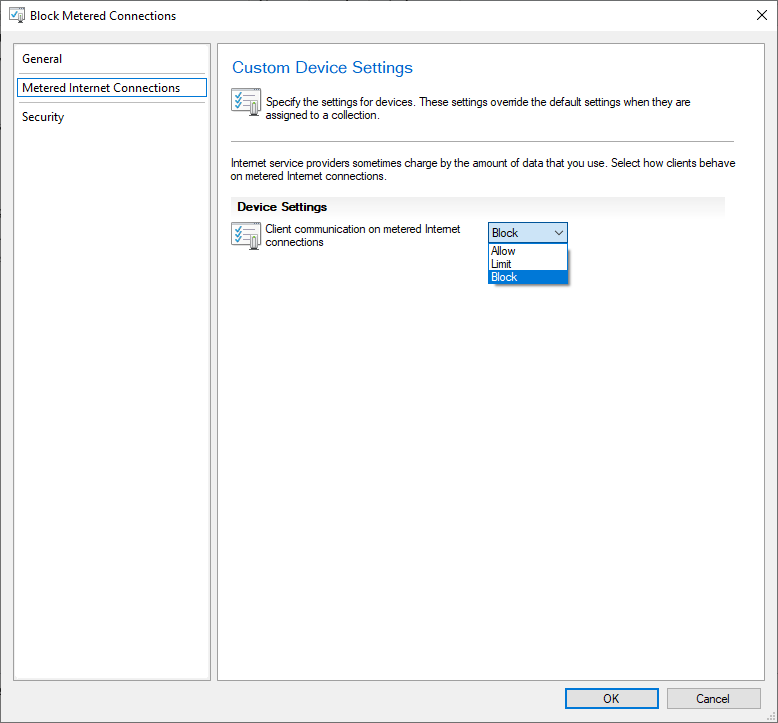 Block Metered Connections
General
Metered Internet Connections
Security
Custom Device Settings
Specify the settings for devices. These settings override the default settings when they are
assigned to a collection.
Internet service providers sometimes charge by the amount of data that you use. Select how clients behave
on metered Internet connections.
Device Settings
Client communication on metered Internet
connections
Block
Allow
Limit
Block
OK
Cancel